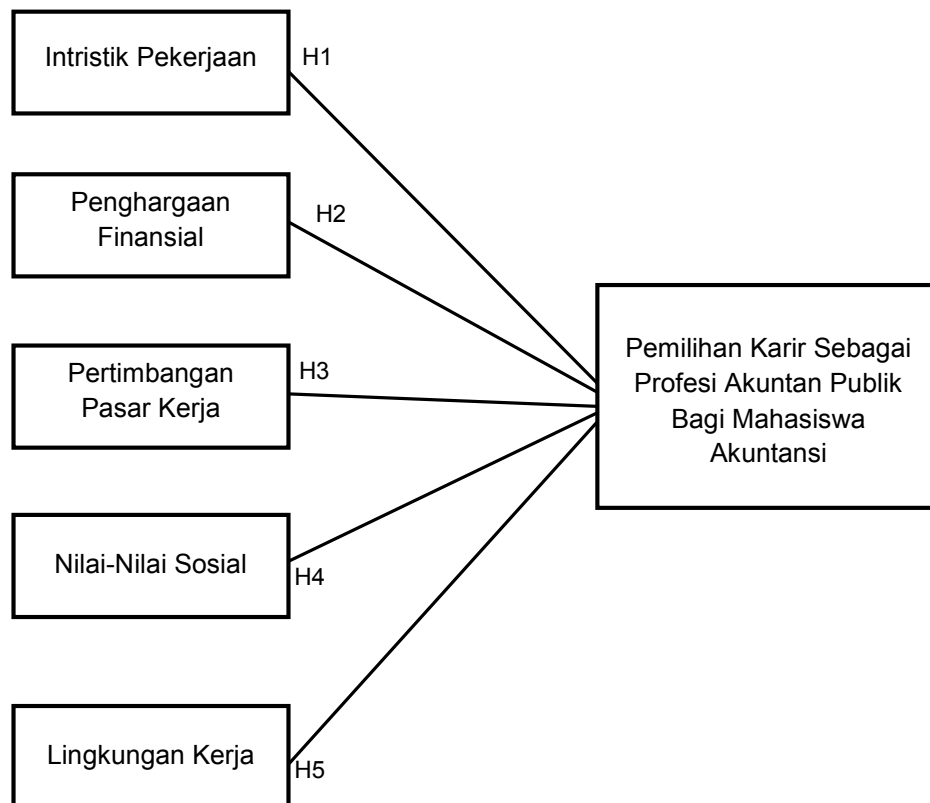 Intristik Pekerjaan
H1
Penghargaan
Finansial
H2
Pertimbangan
Pasar Kerja
H3
Nilai-Nilai Sosial
H4
Lingkungan Kerja
H5
Pemilihan Karir Sebagai
Profesi Akuntan Publik
Bagi Mahasiswa
Akuntansi